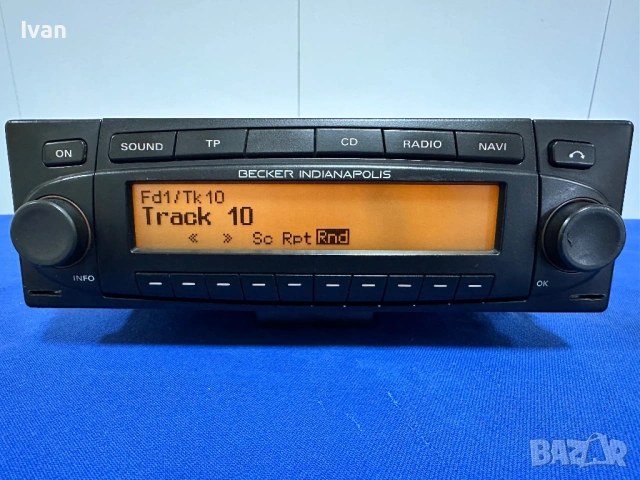 Ivan
ON
SOUND TP CD RADIO NAVI
BECKER INDIANAPOLIS
Fd1/Tk10
Track 10
« » Sc Rpt Rnd
INFO
OK
BAZAR